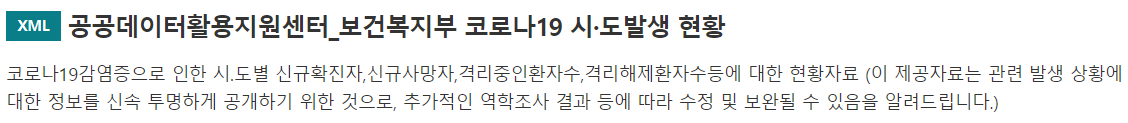 XML 공공데이터활용지원센터_보건복지부 코로나19 시·도발생 현황
코로나19감염증으로 인한 시.도별 신규확진자,신규사망자,격리중인환자수,격리해제환자수등에 대한 현황자료 (이 제공자료는 관련 발생 상황에
대한 정보를 신속 투명하게 공개하기 위한 것으로, 추가적인 역학조사 결과 등에 따라 수정 및 보완될 수 있음을 알려드립니다.)